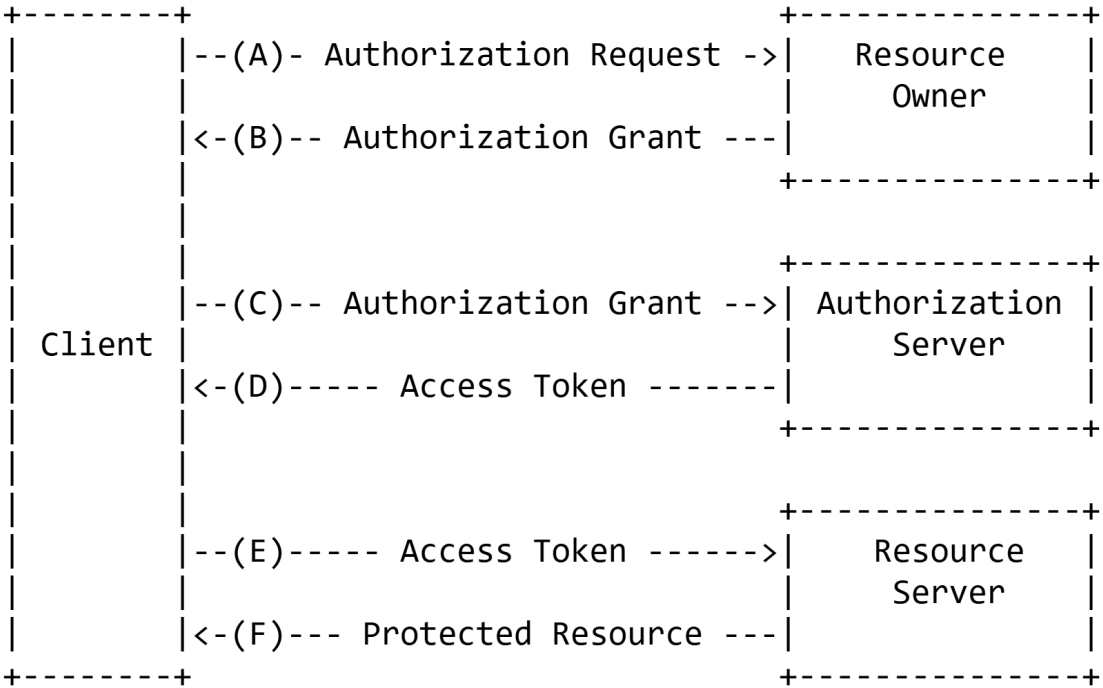 +--------+                               +---------------+
|        |--(A)- Authorization Request ->|   Resource    |
|        |                               |     Owner     |
|        |<-(B)-- Authorization Grant ---|               |
|        |                               +---------------+
|        |
|        |                               +---------------+
|        |--(C)-- Authorization Grant -->| Authorization |
| Client |                               |     Server    |
|        |<-(D)----- Access Token -------|               |
|        |                               +---------------+
|        |
|        |                               +---------------+
|        |--(E)----- Access Token ------>|    Resource   |
|        |                               |     Server    |
|        |<-(F)--- Protected Resource ---|               |
+--------+                               +---------------+